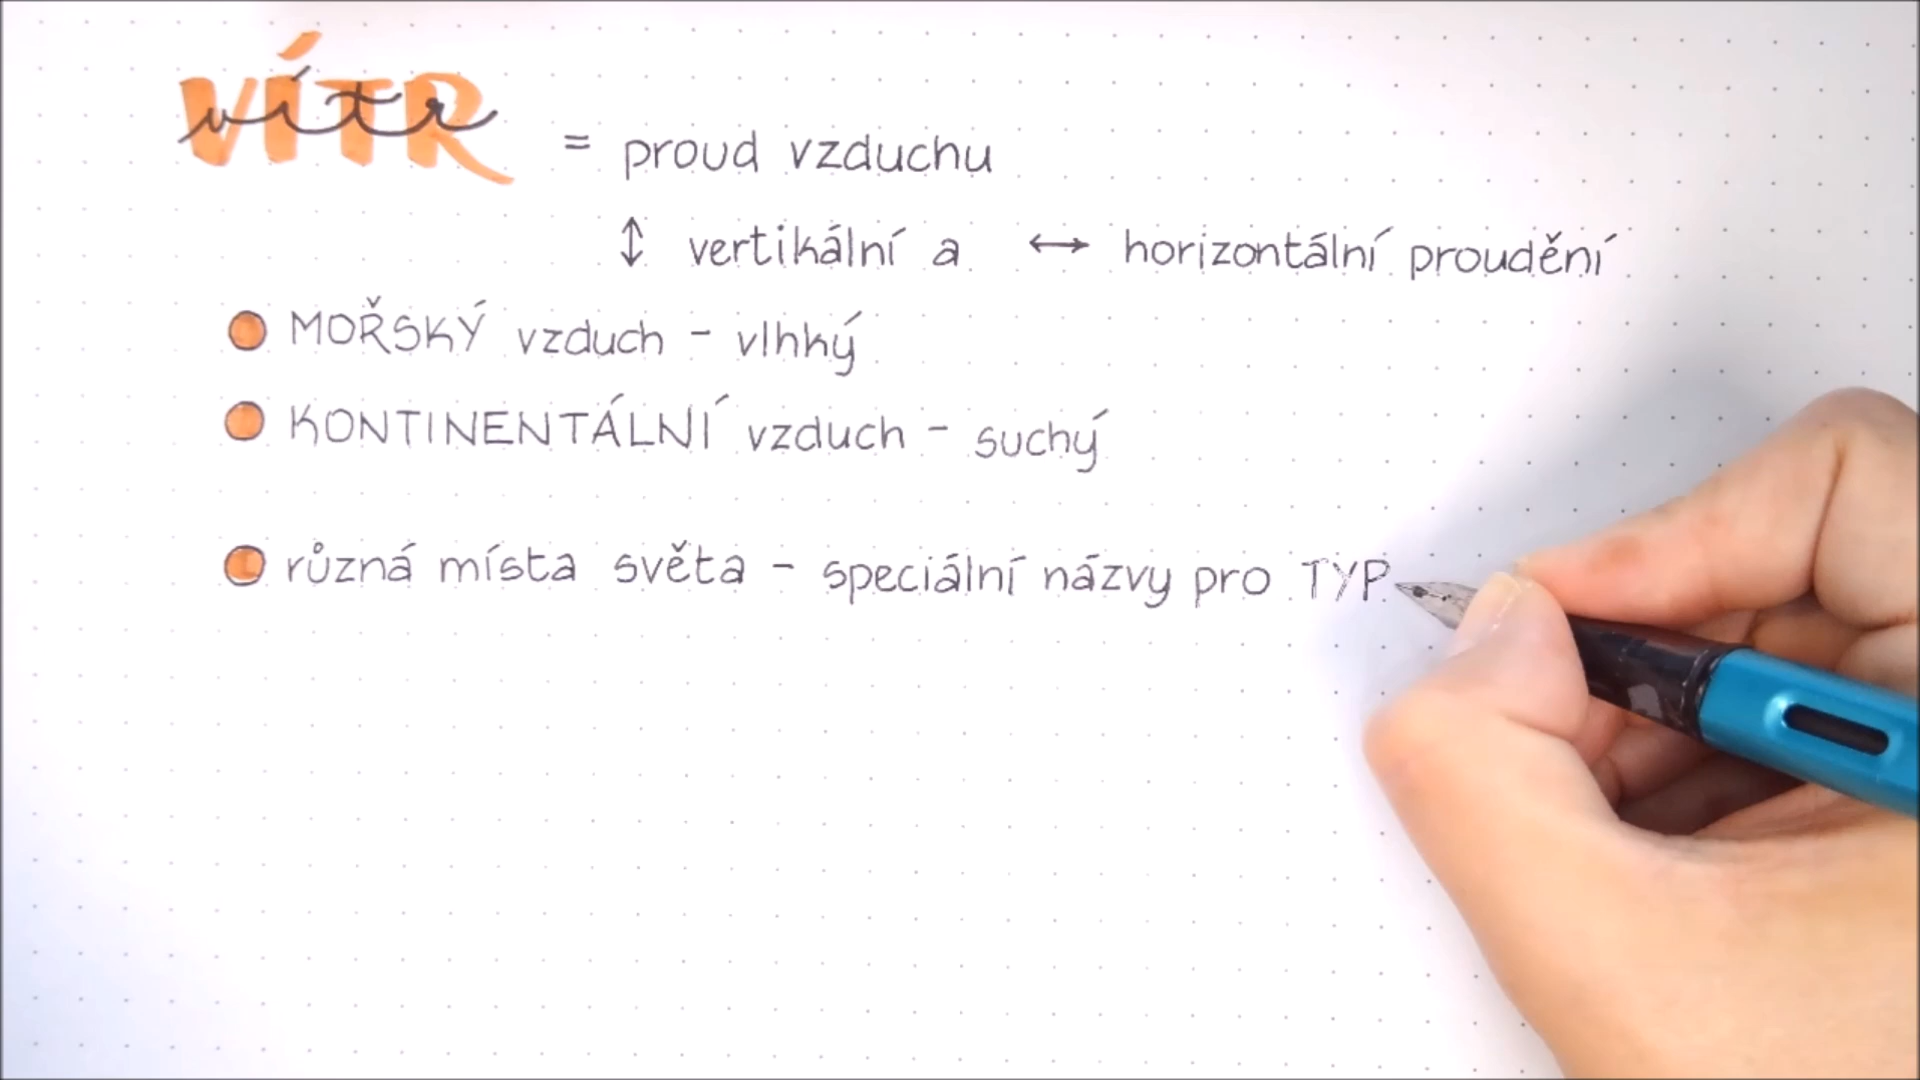 VÍTR vítr = proud vzduchu
↕ vertikální a ↔ horizontální proudění
MOŘSKÝ vzduch - vlhký
KONTINENTÁLNÍ vzduch - suchý
různá místa světa - speciální názvy pro TYP